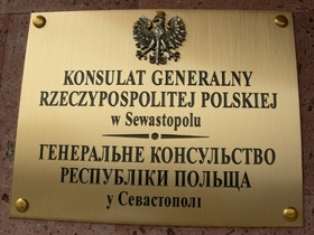 KONSULAT GENERALNY
RZECZYPOSPOLITEJ POLSKIEJ
w Sewastopolu
ГЕНЕРАЛЬНЕ КОНСУЛЬСТВО
РЕСПУБЛІКИ ПОЛЬЩА
у Севастополі